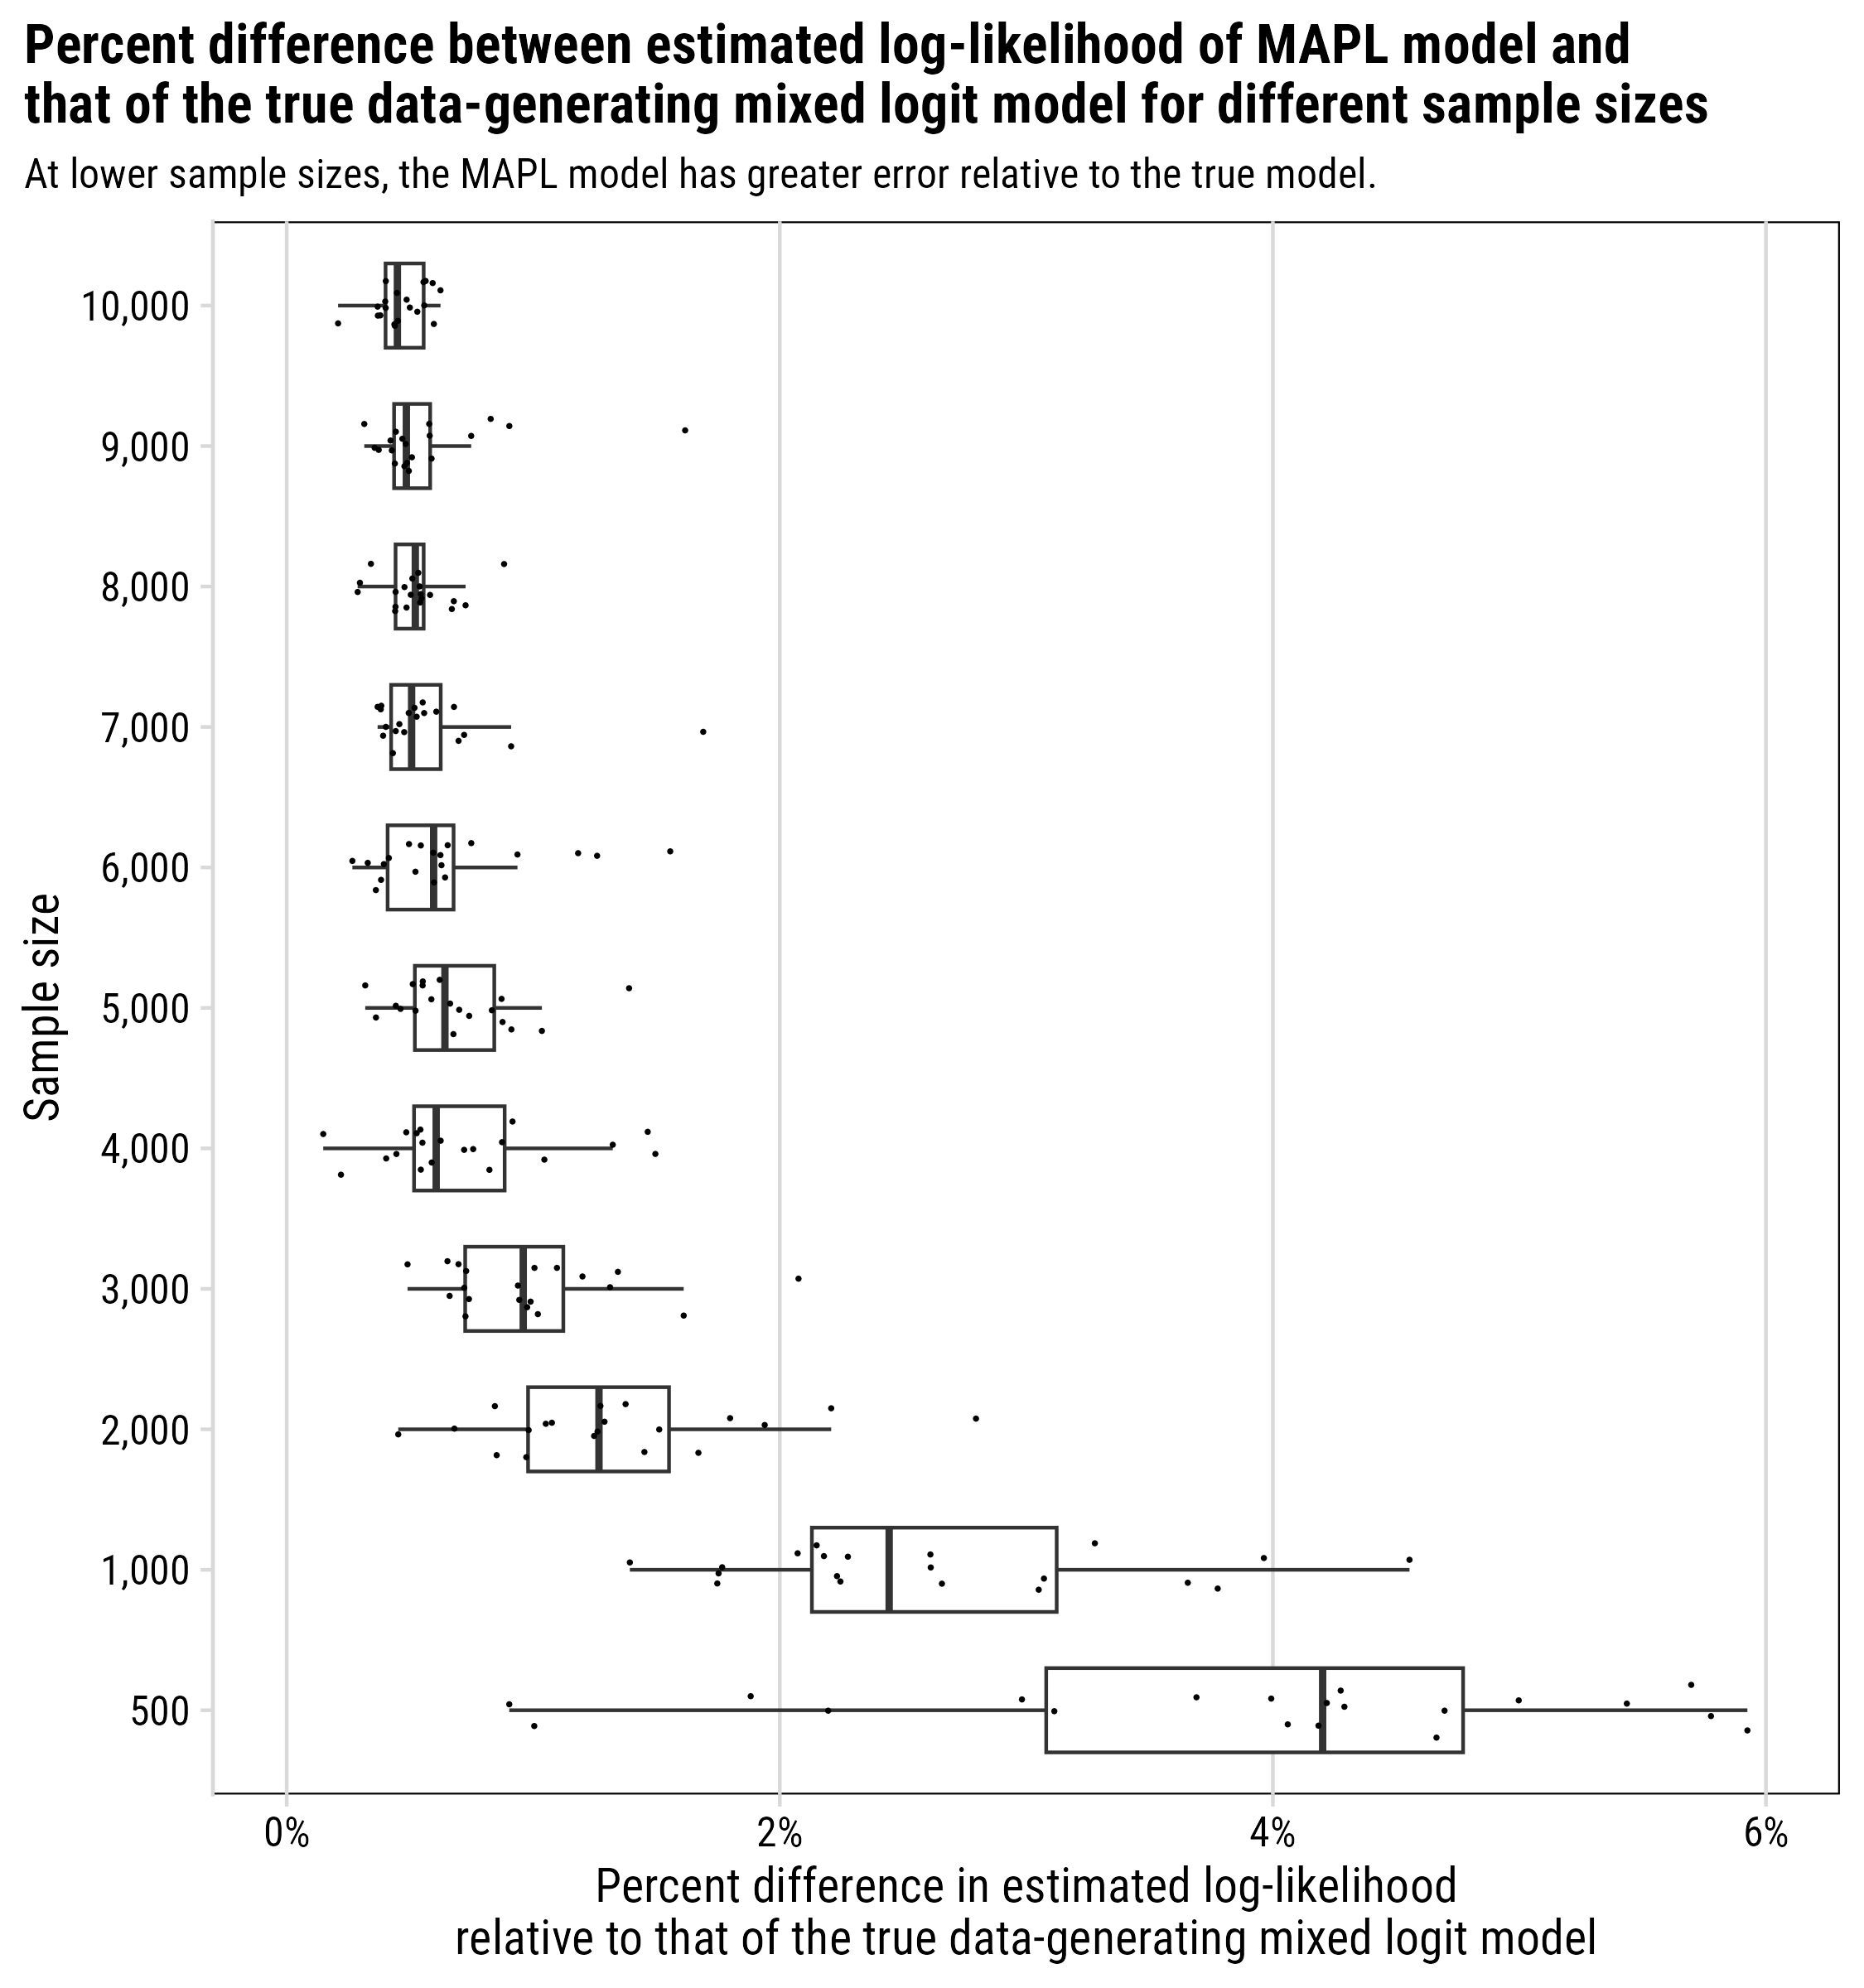 Percent difference between estimated log-likelihood of MAPL model and
that of the true data-generating mixed logit model for different sample sizes
At lower sample sizes, the MAPL model has greater error relative to the true model.
Sample size
10,000
9,000
8,000
7,000
6,000
5,000
4,000
3,000
2,000
1,000
500
0% 2% 4% 6%
Percent difference in estimated log-likelihood
relative to that of the true data-generating mixed logit model